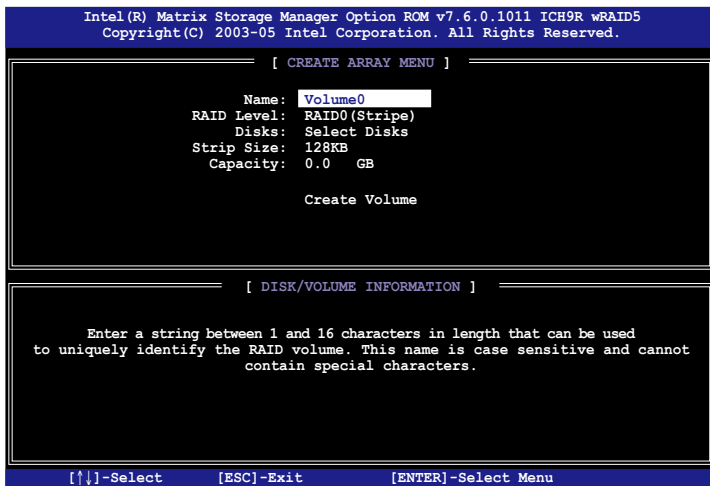 Intel(R) Matrix Storage Manager Option ROM v7.6.0.1011 ICH9R wRAID5
Copyright(C) 2003-05 Intel Corporation. All Rights Reserved.
[ CREATE ARRAY MENU ]
Name: Volume0
RAID Level: RAID0(Stripe)
Disks: Select Disks
Strip Size: 128KB
Capacity: 0.0 GB
Create Volume
[ DISK/VOLUME INFORMATION ]
Enter a string between 1 and 16 characters in length that can be used
to uniquely identify the RAID volume. This name is case sensitive and cannot
contain special characters.
[↑↓]-Select [ESC]-Exit [ENTER]-Select Menu